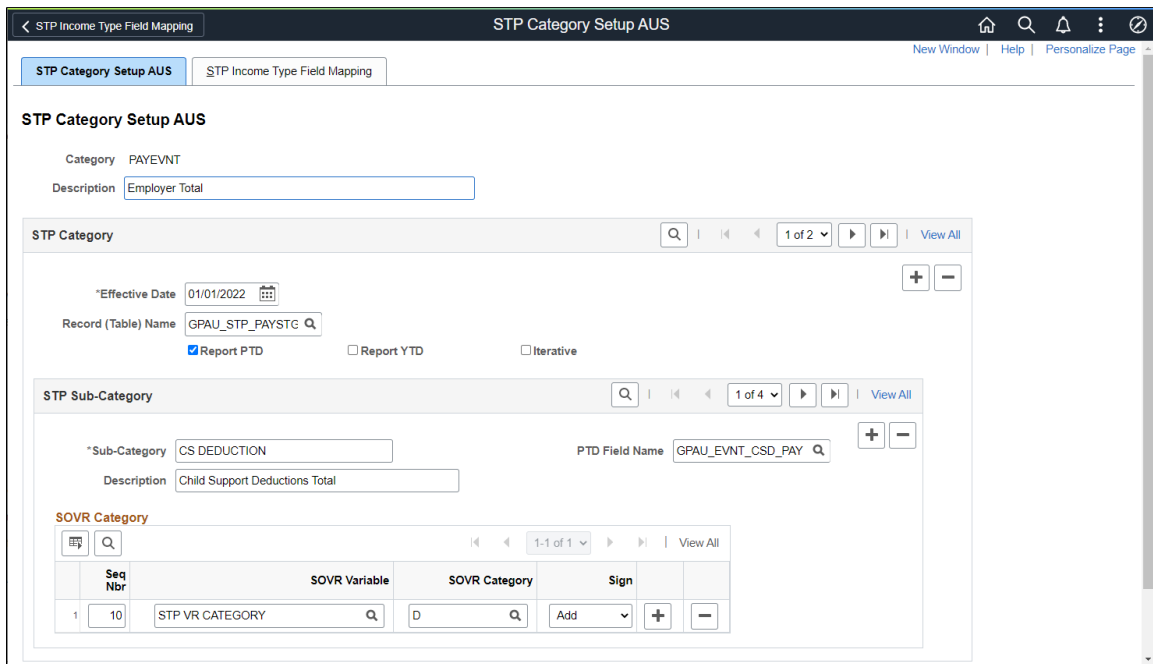 STP Income Type Field Mapping
STP Category Setup AUS
New Window | Help | Personalize Page
STP Category Setup AUS
STP Income Type Field Mapping
STP Category Setup AUS
Category PAYEVNT
Description Employer Total
STP Category
1 of 2
View All
*Effective Date 01/01/2022
Record (Table) Name GPAU_STP_PAYSTG
Report PTD Report YTD Iterative
STP Sub-Category
1 of 4
View All
*Sub-Category CS DEDUCTION PTD Field Name GPAU_EVNT_CSD_PAY
Description Child Support Deductions Total
SOVR Category
1-1 of 1
View All
Seq Nbr SOVR Variable SOVR Category Sign
1 10 STP VR CATEGORY D Add